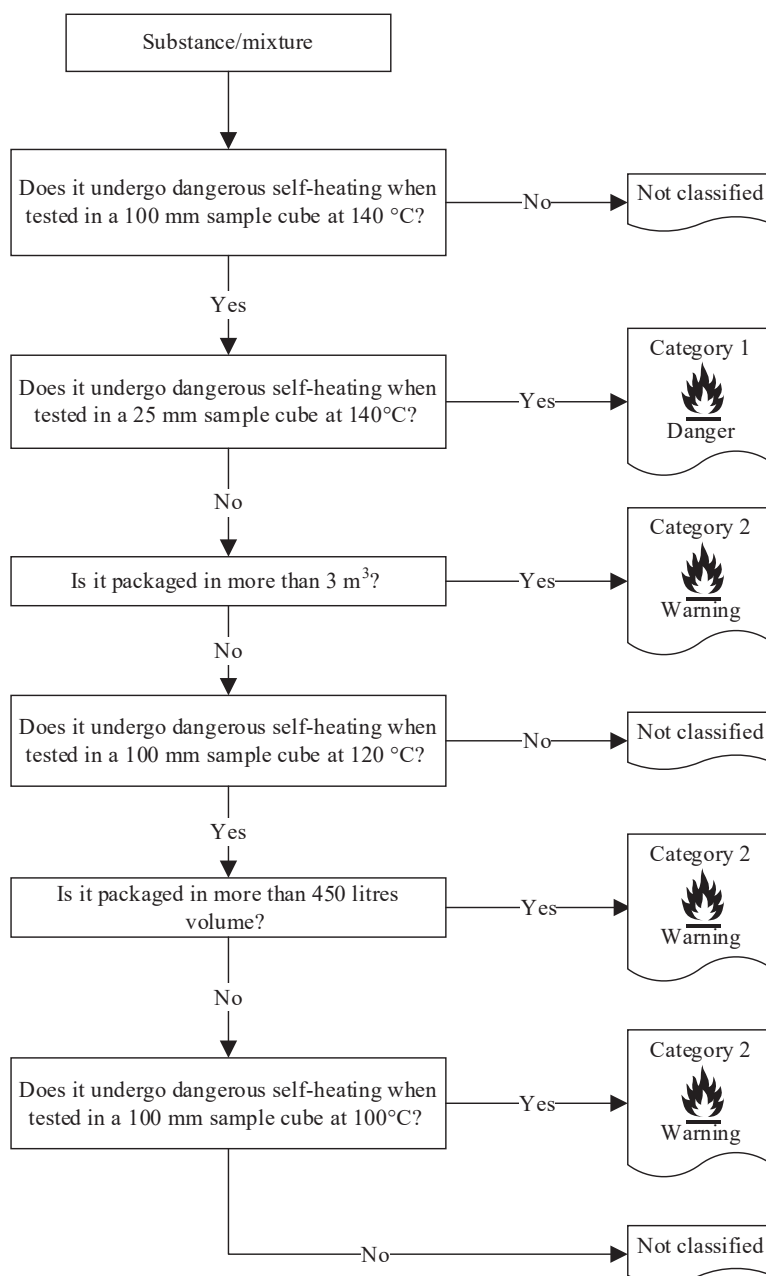 Substance/mixture
Does it undergo dangerous self-heating when
tested in a 100 mm sample cube at 140 °C?
No
Not classified
Yes
Does it undergo dangerous self-heating when
tested in a 25 mm sample cube at 140°C?
Yes
Category 1
Danger
No
Is it packaged in more than 3 m³?
Yes
Category 2
Warning
No
Does it undergo dangerous self-heating when
tested in a 100 mm sample cube at 120 °C?
No
Not classified
Yes
Is it packaged in more than 450 litres
volume?
Yes
Category 2
Warning
No
Does it undergo dangerous self-heating when
tested in a 100 mm sample cube at 100°C?
Yes
Category 2
Warning
No
Not classified